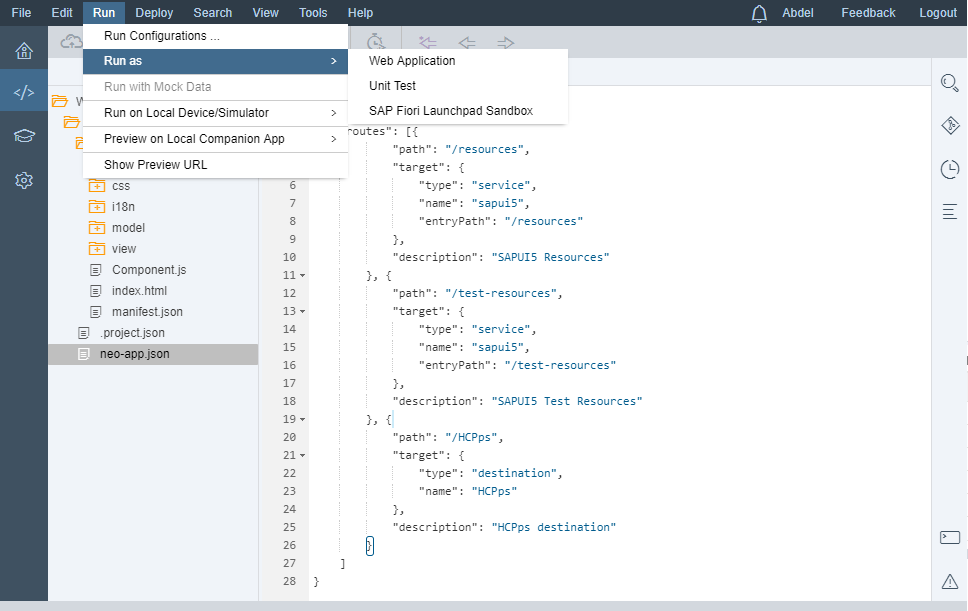 File Edit Run Deploy Search View Tools Help Abdel Feedback Logout
Run Configurations ...
Run as >
Run with Mock Data
Run on Local Device/Simulator >
Preview on Local Companion App >
Show Preview URL
Web Application
Unit Test
SAP Fiori Launchpad Sandbox
css
i18n
model
view
Component.js
index.html
manifest.json
.project.json
neo-app.json
routes": [{
"path": "/resources",
"target": {
6 "type": "service",
7 "name": "sapui5",
8 "entryPath": "/resources"
9 },
10 "description": "SAPUI5 Resources"
11 }, {
12 "path": "/test-resources",
13 "target": {
14 "type": "service",
15 "name": "sapui5",
16 "entryPath": "/test-resources"
17 },
18 "description": "SAPUI5 Test Resources"
19 }, {
20 "path": "/HCPps",
21 "target": {
22 "type": "destination",
23 "name": "HCPps"
24 },
25 "description": "HCPps destination"
26 }
27 ]
28 }